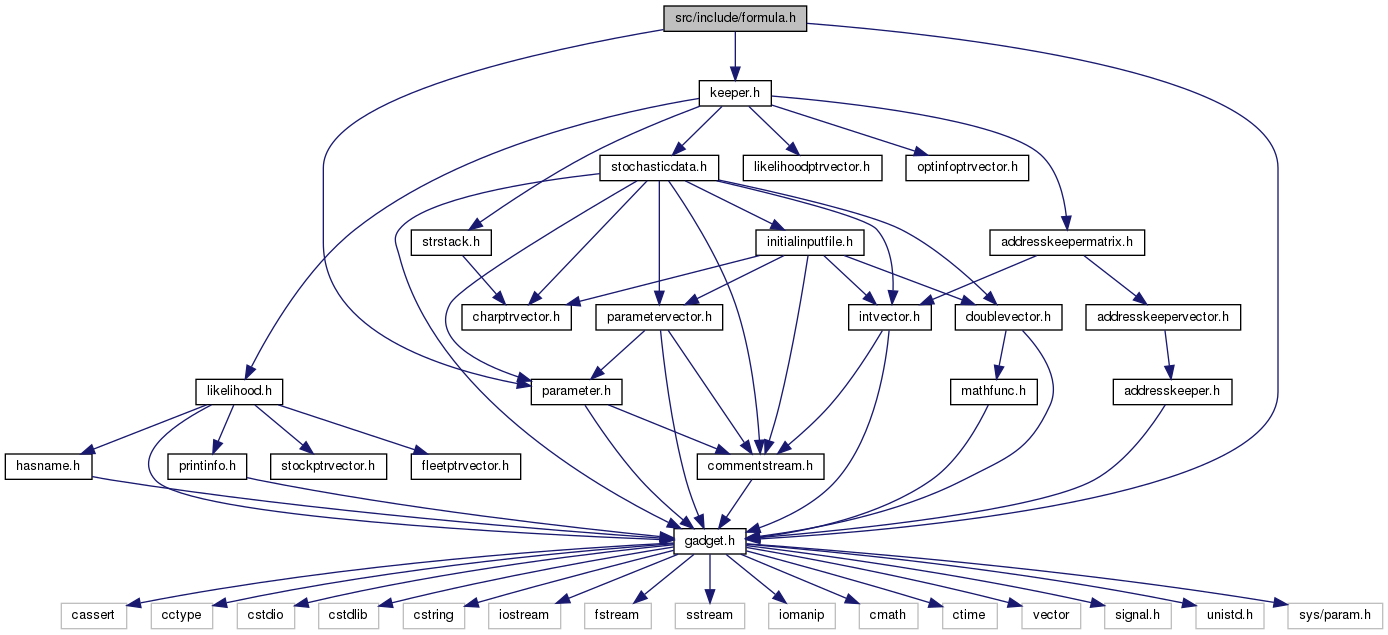 src/include/formula.h
keeper.h
stochasticdata.h
likelihoodptrvector.h
optinfoptrvector.h
strstack.h
initialinputfile.h
addresskeepermatrix.h
charptrvector.h
parametervector.h
intvector.h
doublevector.h
addresskeepervector.h
likelihood.h
parameter.h
mathfunc.h
addresskeeper.h
hasname.h
printinfo.h
stockptrvector.h
fleetptrvector.h
commentstream.h
gadget.h
cassert
cctype
cstdio
cstdlib
cstring
iostream
fstream
sstream
iomanip
cmath
ctime
vector
signal.h
unistd.h
sys/param.h